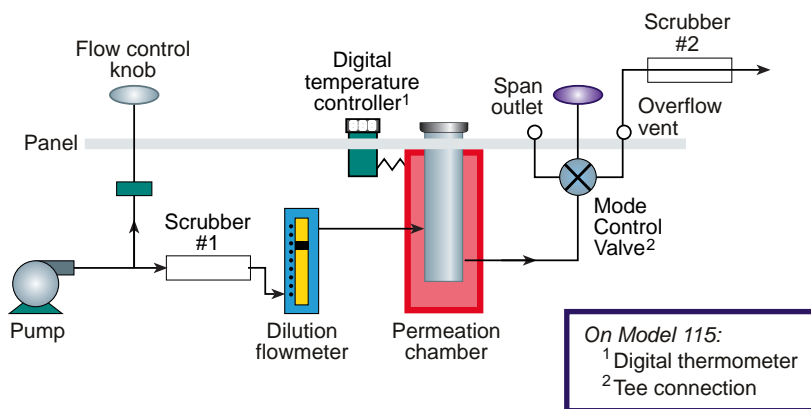 Flow control
knob
Digital
temperature
controller1
Scrubber
#2
Span
outlet
Overflow
vent
Panel
Scrubber
#1
Mode
Control
Valve2
Pump
Dilution
flowmeter
Permeation
chamber
On Model 115:
1 Digital thermometer
2 Tee connection